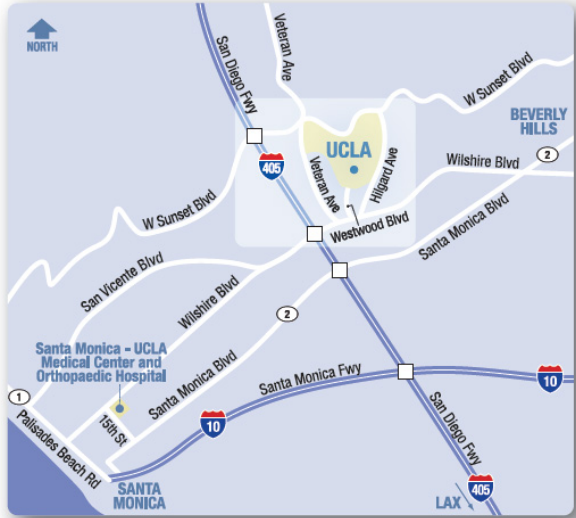 NORTH
San Diego Fwy
Veteran Ave
W Sunset Blvd
BEVERLY
HILLS
2
Wilshire Blvd
UCLA
405
Veteran Ave
Hilgard Ave
Westwood Blvd
W Sunset Blvd
Santa Monica Blvd
San Vicente Blvd
Wilshire Blvd
2
Santa Monica - UCLA
Medical Center and
Orthopaedic Hospital
Santa Monica Blvd
Santa Monica Fwy
10
1
15th St
10
Palisades Beach Rd
San Diego Fwy
SANTA
MONICA
405
LAX